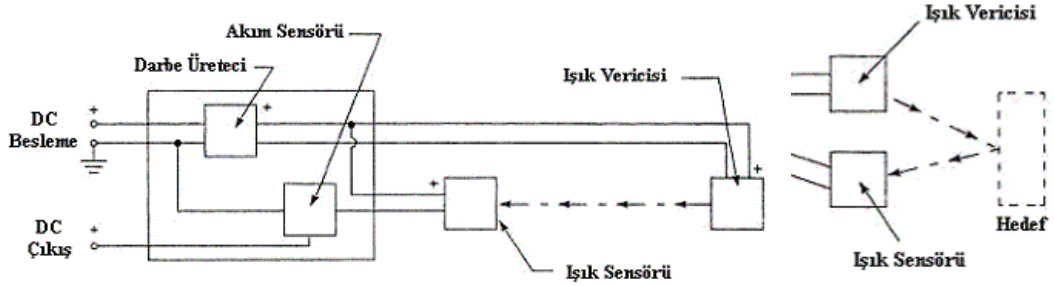 Akım Sensörü
Darbe Üreteci
Işık Vericisi
DC
Besleme
+
+
+
+
DC
Çıkış
+
Işık Sensörü
Işık Vericisi
Hedef
Işık Sensörü